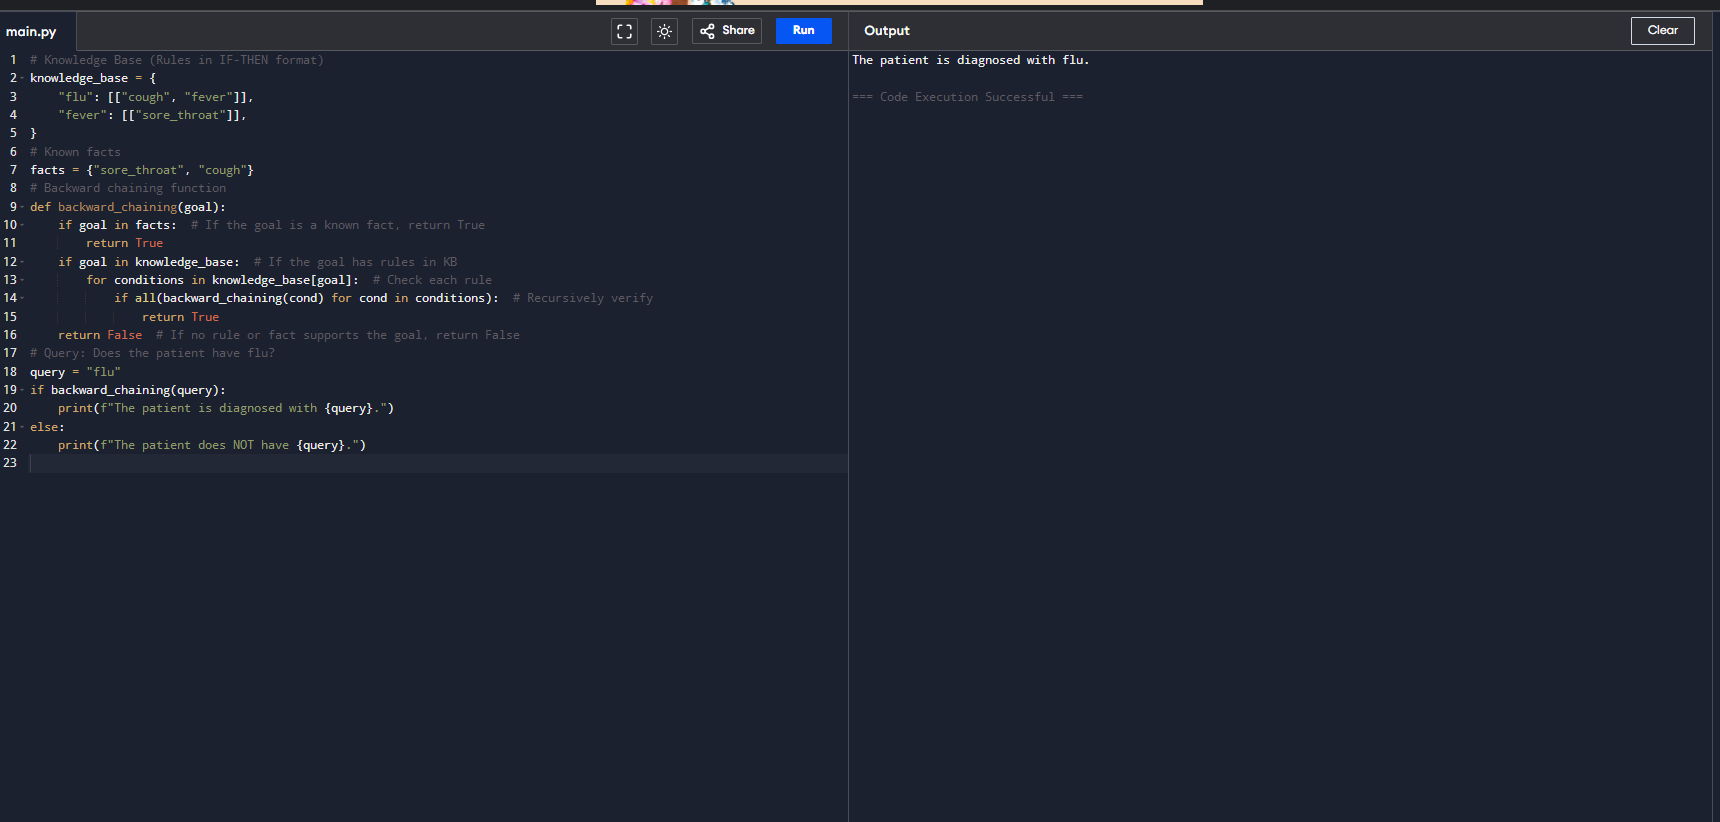 main.py
Share
Run
Output
Clear
1 # Knowledge Base (Rules in IF-THEN format)
2 knowledge_base = {
3     "flu": [["cough", "fever"]],
4     "fever": [["sore_throat"]],
5 }
6 # Known facts
7 facts = {"sore_throat", "cough"}
8 # Backward chaining function
9 def backward_chaining(goal):
10     if goal in facts:  # If the goal is a known fact, return True
11         return True
12     if goal in knowledge_base:  # If the goal has rules in KB
13         for conditions in knowledge_base[goal]:  # Check each rule
14             if all(backward_chaining(cond) for cond in conditions):  # Recursively verify
15                 return True
16     return False  # If no rule or fact supports the goal, return False
17 # Query: Does the patient have flu?
18 query = "flu"
19 if backward_chaining(query):
20     print(f"The patient is diagnosed with {query}.")
21 else:
22     print(f"The patient does NOT have {query}.")
23
The patient is diagnosed with flu.
=== Code Execution Successful ===